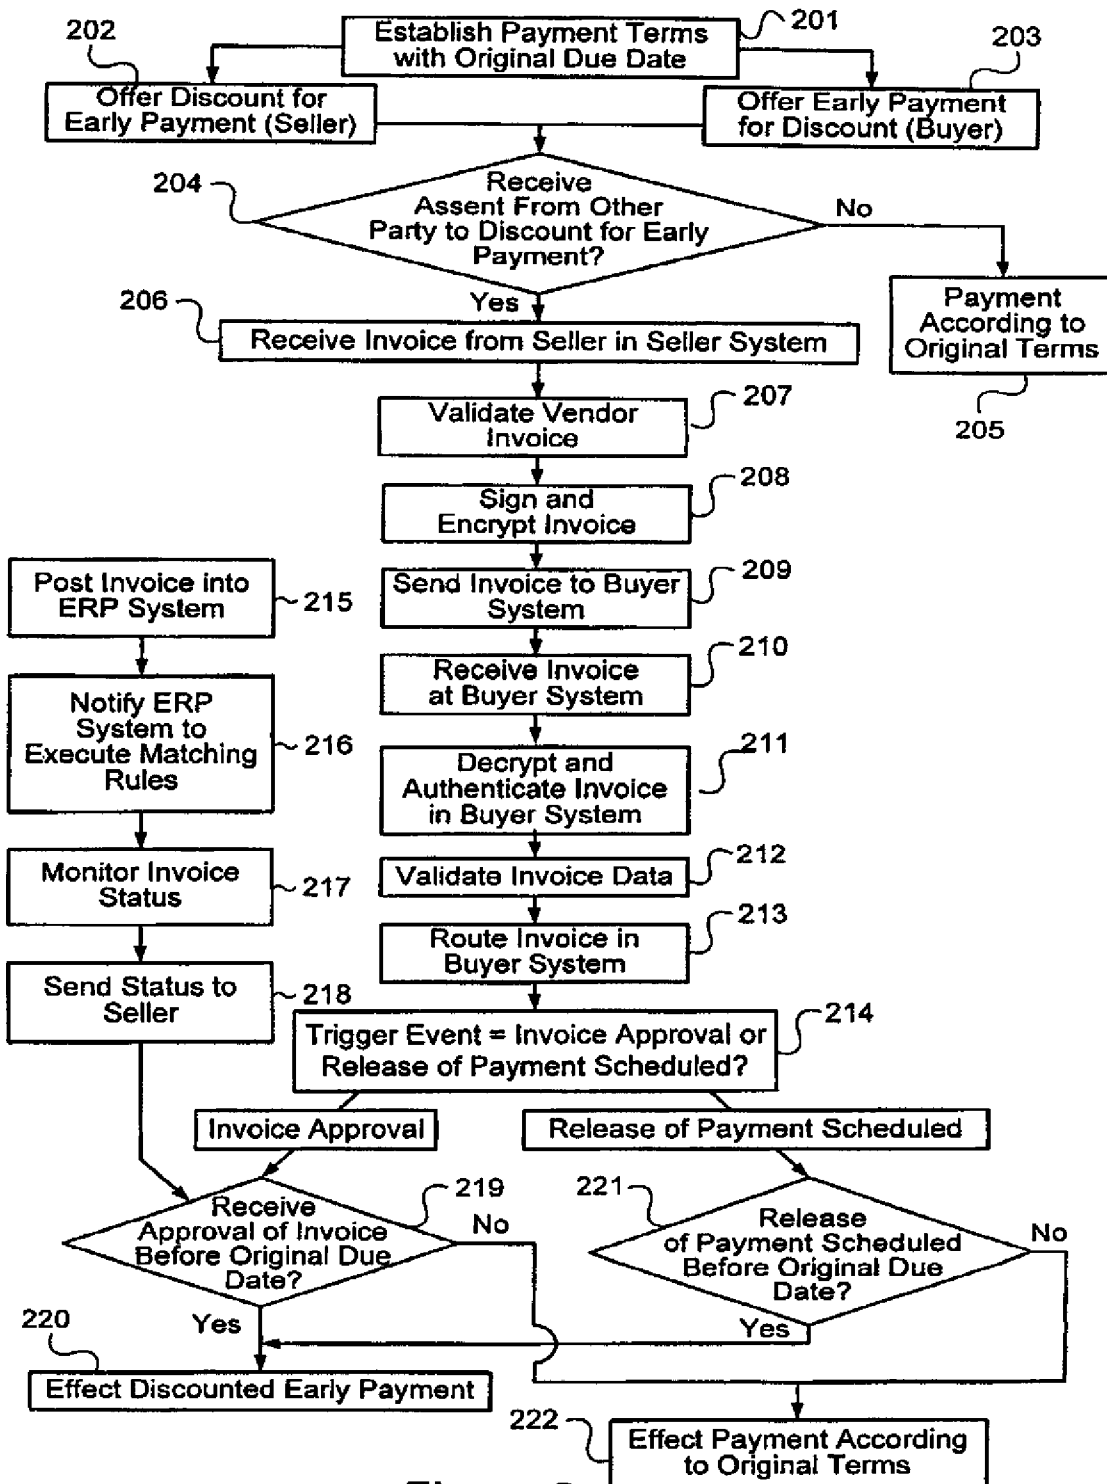 201
Establish Payment Terms
with Original Due Date
202
203
Offer Discount for
Early Payment (Seller)
Offer Early Payment
for Discount (Buyer)
204
Receive
Assent From Other
Party to Discount for Early
Payment?
No
Yes
Payment
According to
Original Terms
205
206
Receive Invoice from Seller in Seller System
207
Validate Vendor
Invoice
208
Sign and
Encrypt Invoice
209
Send Invoice to Buyer
System
210
Receive Invoice
at Buyer System
211
Decrypt and
Authenticate Invoice
in Buyer System
212
Validate Invoice Data
213
Route Invoice in
Buyer System
214
Trigger Event = Invoice Approval or
Release of Payment Scheduled?
Post Invoice into
ERP System
215
Notify ERP
System to
Execute Matching
Rules
216
Monitor Invoice
Status
217
Send Status to
Seller
218
Invoice Approval
Release of Payment Scheduled
219
Receive
Approval of Invoice
Before Original Due
Date?
No
Yes
221
Release
of Payment Scheduled
Before Original Due
Date?
No
Yes
220
Effect Discounted Early Payment
222
Effect Payment According
to Original Terms